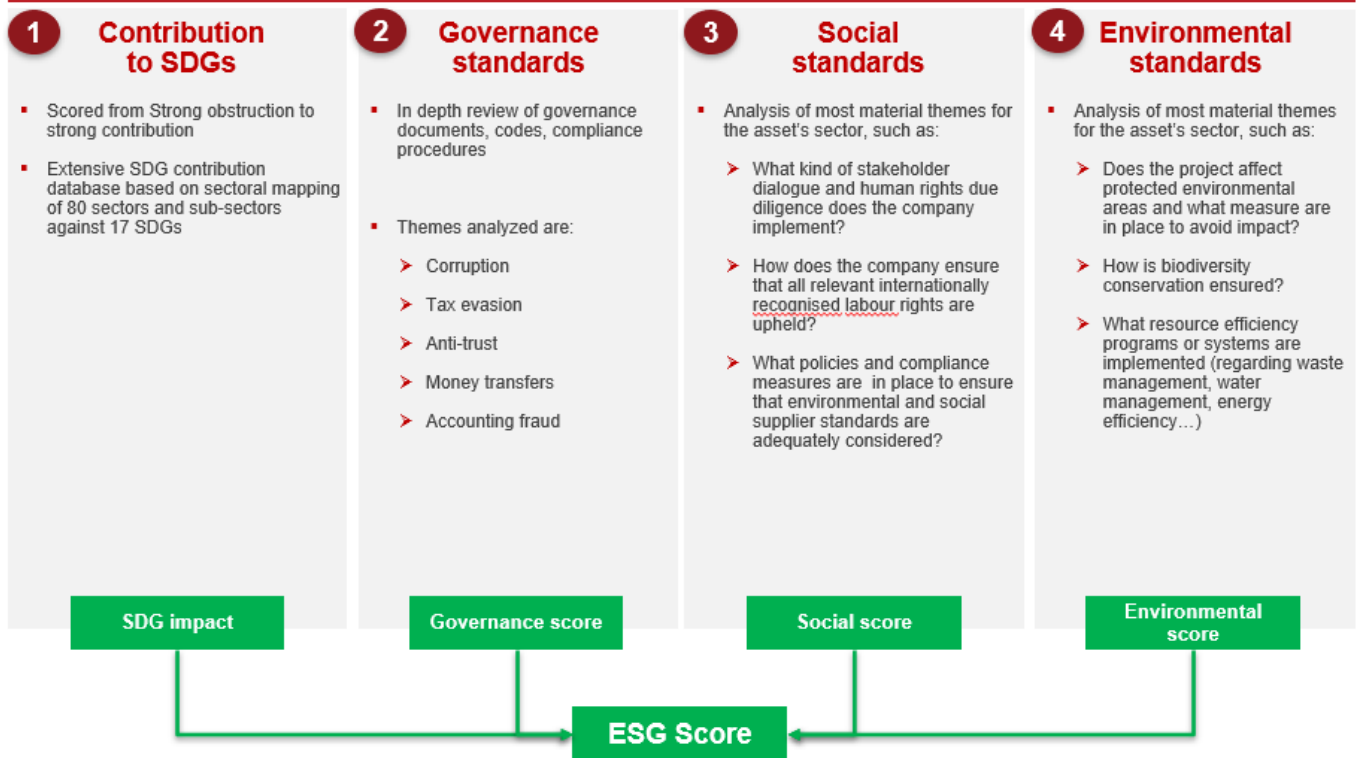 1
Contribution
to SDGs
▪ Scored from Strong obstruction to
strong contribution
▪ Extensive SDG contribution
database based on sectoral mapping
of 80 sectors and sub-sectors
against 17 SDGs
SDG impact
2
Governance
standards
▪ In depth review of governance
documents, codes, compliance
procedures
▪ Themes analyzed are:
➢ Corruption
➢ Tax evasion
➢ Anti-trust
➢ Money transfers
➢ Accounting fraud
Governance score
3
Social
standards
▪ Analysis of most material themes for
the asset's sector, such as:
➢ What kind of stakeholder
dialogue and human rights due
diligence does the company
implement?
➢ How does the company ensure
that all relevant internationally
recognised labour rights are
upheld?
➢ What policies and compliance
measures are in place to ensure
that environmental and social
supplier standards are
adequately considered?
Social score
4
Environmental
standards
▪ Analysis of most material themes
for the asset's sector, such as:
➢ Does the project affect
protected environmental
areas and what measure are
in place to avoid impact?
➢ How is biodiversity
conservation ensured?
➢ What resource efficiency
programs or systems are
implemented (regarding waste
management, water
management, energy
efficiency…)
Environmental
score
ESG Score